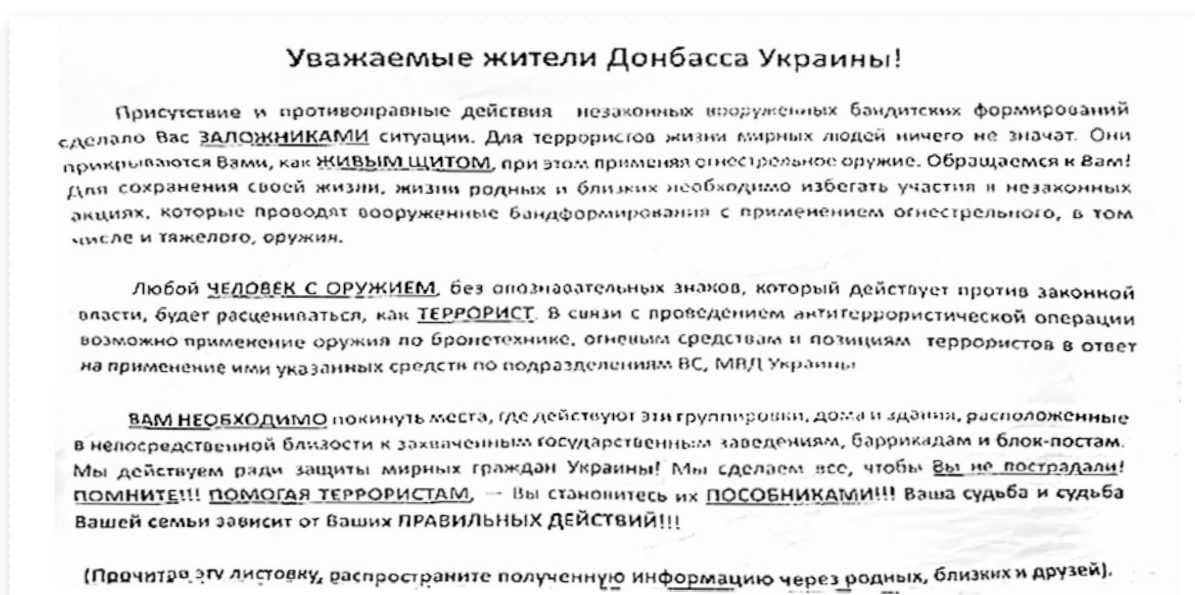 Уважаемые жители Донбасса Украины!
Присутствие и противоправные действия незаконных вооруженных бандитских формирований
сделало Вас ЗАЛОЖНИКАМИ ситуации. Для террористов жизни мирных людей ничего не значат. Они
прикрываются Вами, как ЖИВЫМ ЩИТОМ, при этом применяя огнестрельное оружие. Обращаемся к Вам!
Для сохранения своей жизни, жизни родных и близких необходимо избегать участия в незаконных
акциях, которые проводят вооруженные бандформирования с применением огнестрельного, в том
числе и тяжелого, оружия.
Любой ЧЕЛОВЕК С ОРУЖИЕМ, без опознавательных знаков, который действует против законной
власти, будет расцениваться, как ТЕРРОРИСТ. В связи с проведением антитеррористической операции
возможно применение оружия по бронетехнике, огневым средствам и позициям террористов в ответ
на применение ими указанных средств по подразделениям ВС, МВД Украины
ВАМ НЕОБХОДИМО покинуть места, где действуют эти группировки, дома и здания, расположенные
в непосредственной близости к захваченным государственным заведениям, баррикадам и блок-постам.
Мы действуем ради защиты мирных граждан Украины! Мы сделаем все, чтобы Вы не пострадали!
ПОМНИТЕ!!! ПОМОГАЯ ТЕРРОРИСТАМ, — Вы становитесь их ПОСОБНИКАМИ!!! Ваша судьба и судьба
Вашей семьи зависит от Ваших ПРАВИЛЬНЫХ ДЕЙСТВИЙ!!!
(Прочитав эту листовку, распространите полученную информацию через родных, близких и друзей).